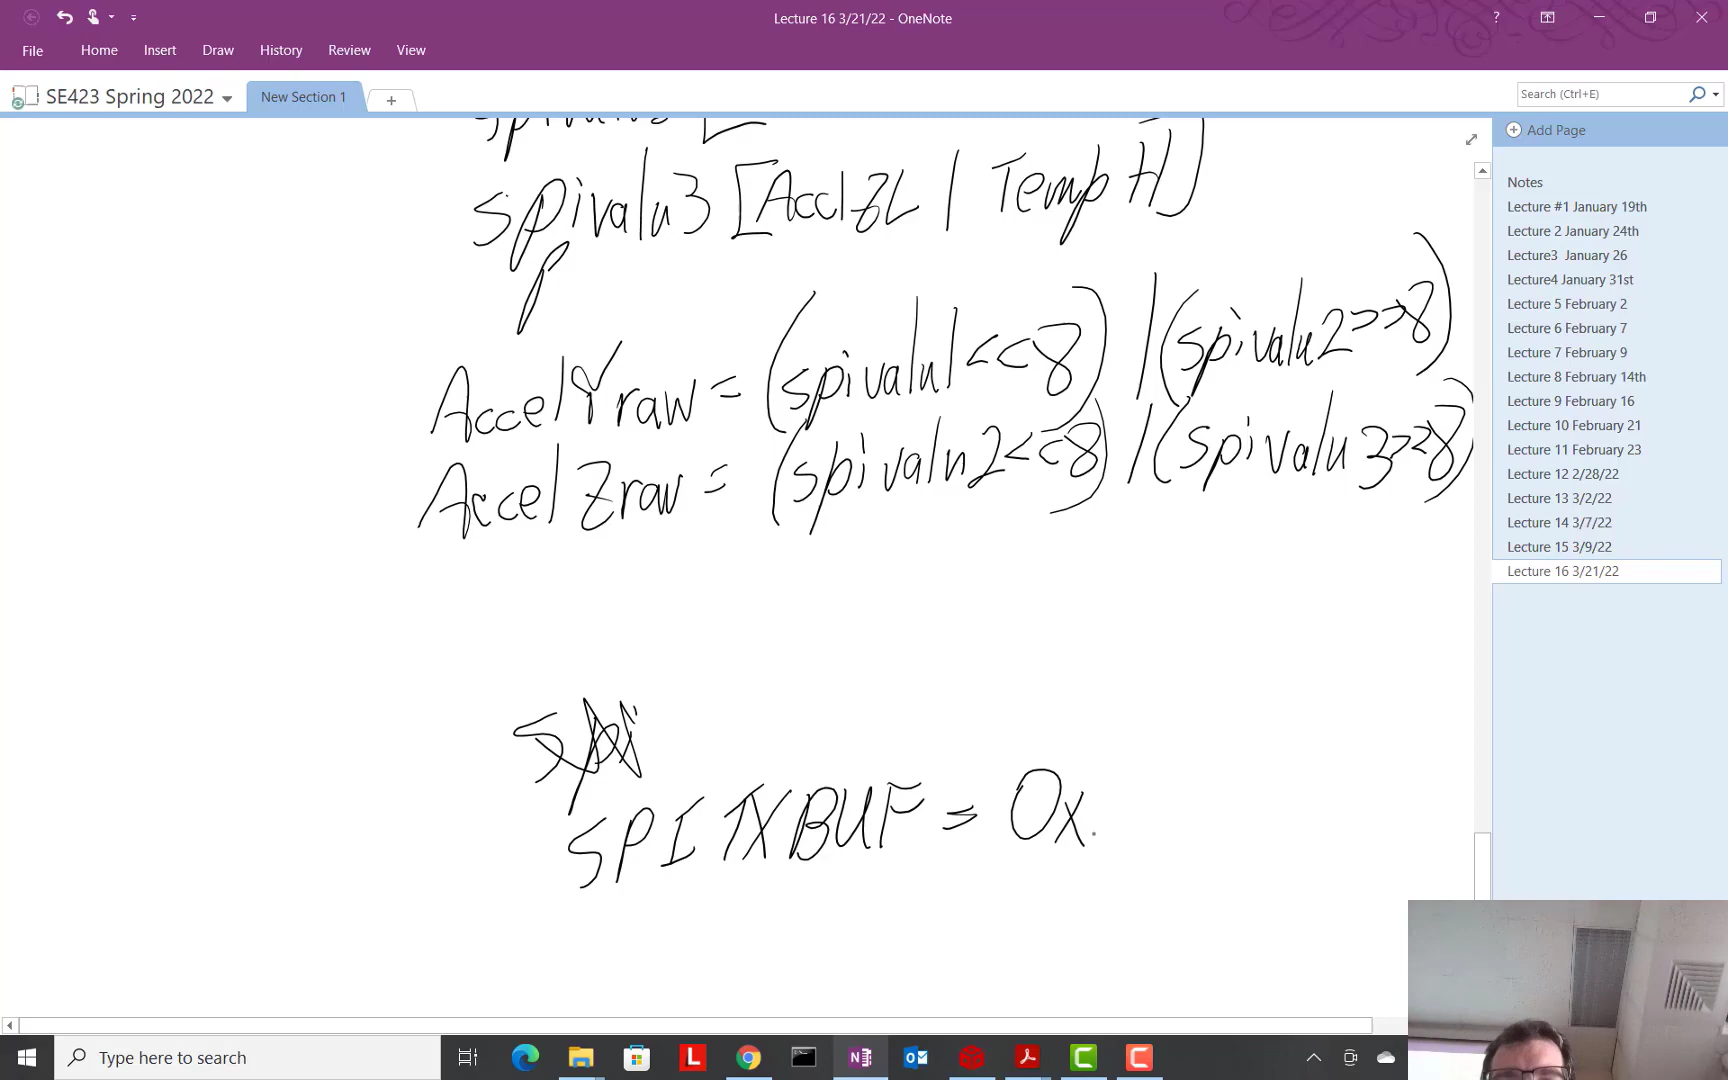 Lecture 16 3/21/22 - OneNote
?
File Home Insert Draw History Review View
SE423 Spring 2022
New Section 1
+
Search (Ctrl+E)
Add Page
Notes
Lecture #1 January 19th
Lecture 2 January 24th
Lecture3 January 26
Lecture4 January 31st
Lecture 5 February 2
Lecture 6 February 7
Lecture 7 February 9
Lecture 8 February 14th
Lecture 9 February 16
Lecture 10 February 21
Lecture 11 February 23
Lecture 12 2/28/22
Lecture 13 3/2/22
Lecture 14 3/7/22
Lecture 15 3/9/22
Lecture 16 3/21/22
spivalu3 [AcclZL | Temp H]
AccelYraw = (spivalu1<<8) | (spivalu2>>8)
AccelZraw = (spivalu2<<8) | (spivalu3>>8)
SPITXBUF = 0x
Type here to search
L